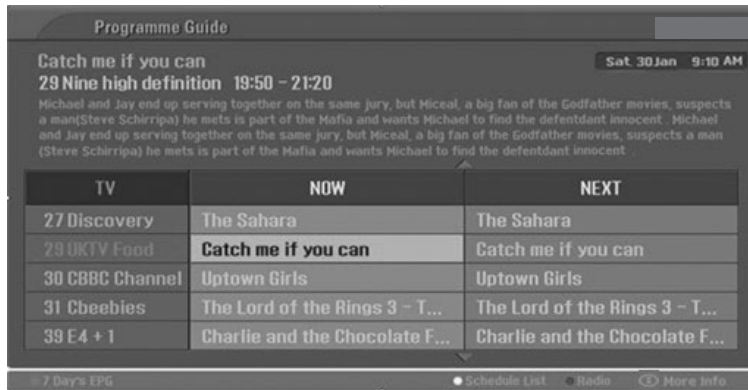 Programme Guide
Catch me if you can
Sat. 30Jan 9:10 AM
29 Nine high definition 19:50 - 21:20
Michael and Jay end up serving together on the same jury, but Miceal, a big fan of the Godfather movies, suspects
a man(Steve Schirripa) he mets is part of the Mafia and wants Michael to find the defentdant innocent . Michael
and Jay end up serving together on the same jury, but Miceal, a big fan of the Godfather movies, suspects a man
(Steve Schirripa) he mets is part of the Mafia and wants Michael to find the defentdant innocent .
TV NOW NEXT
27 Discovery The Sahara The Sahara
29 UKTV Food Catch me if you can Catch me if you can
30 CBBC Channel Uptown Girls Uptown Girls
31 Cbeebies The Lord of the Rings 3 - T... The Lord of the Rings 3 - T...
39 E4 + 1 Charlie and the Chocolate F... Charlie and the Chocolate F...
7 Day's EPG Schedule List Radio More Info